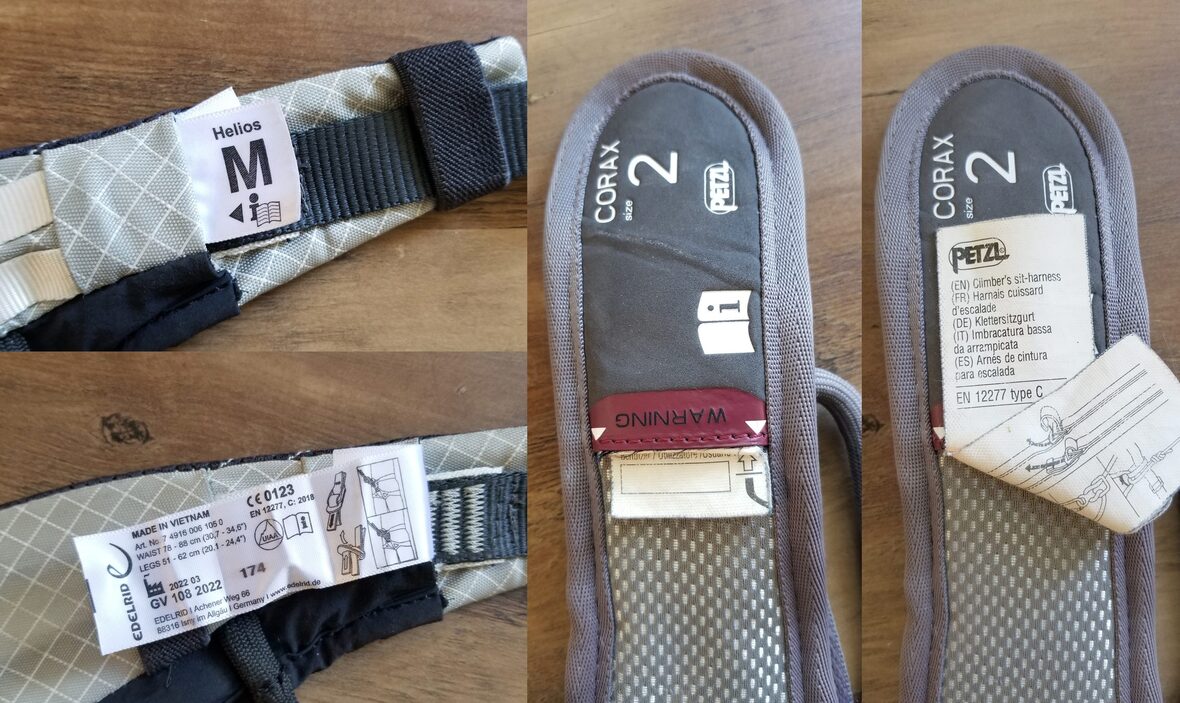 Helios
M
i
CE 0123
EN 12277, C: 2018
MADE IN VIETNAM
Art. No. 7 4916 006 105 0
WAIST 78 - 88 cm (30,7 - 34,6")
LEGS 51 - 62 cm (20,1 - 24,4")
UIAA
i
2022 03
GV 108 2022
174
EDELRID
EDELRID I Achener Weg 66
88316 Isny im Allgäu I Germany I www.edelrid.de
CORAX
size 2
PETZL
i
WARNING
CORAX
size 2
PETZL
PETZL
(EN) Climber's sit-harness
(FR) Harnais cuissard
d'escalade
(DE) Klettersitzgurt
(IT) Imbracatura bassa
da arrampicata
(ES) Arnés de cintura
para escalada
EN 12277 type C